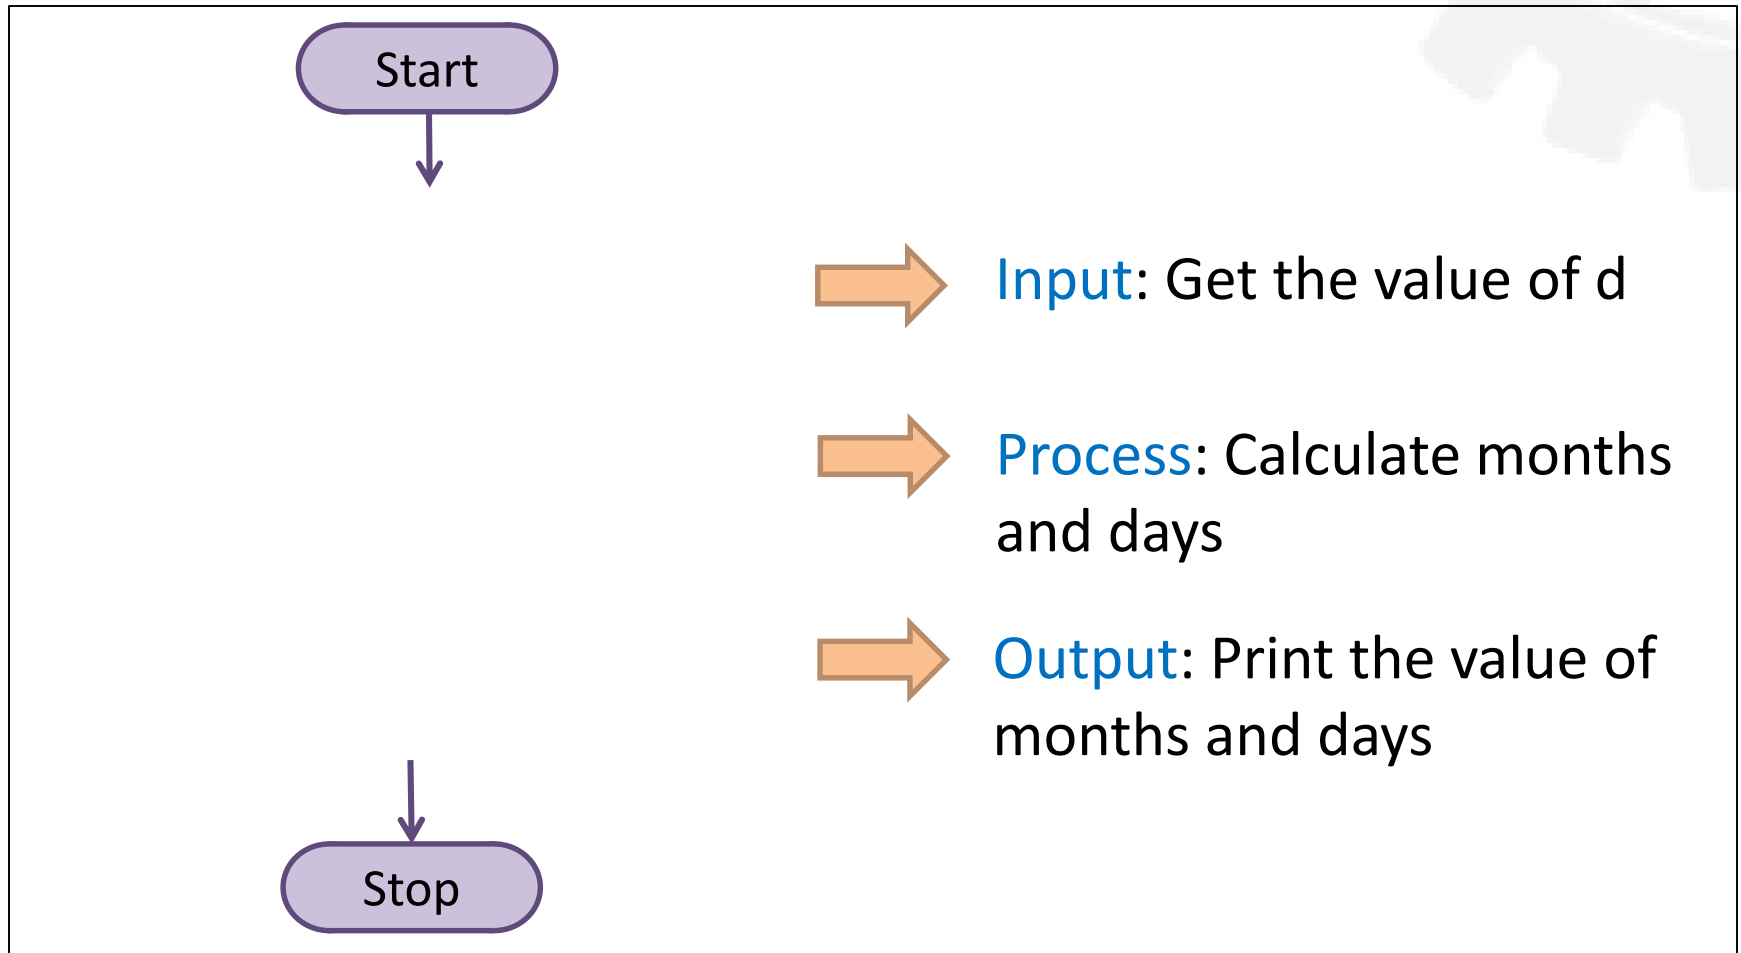 Start
Input: Get the value of d
Process: Calculate months
and days
Output: Print the value of
months and days
Stop